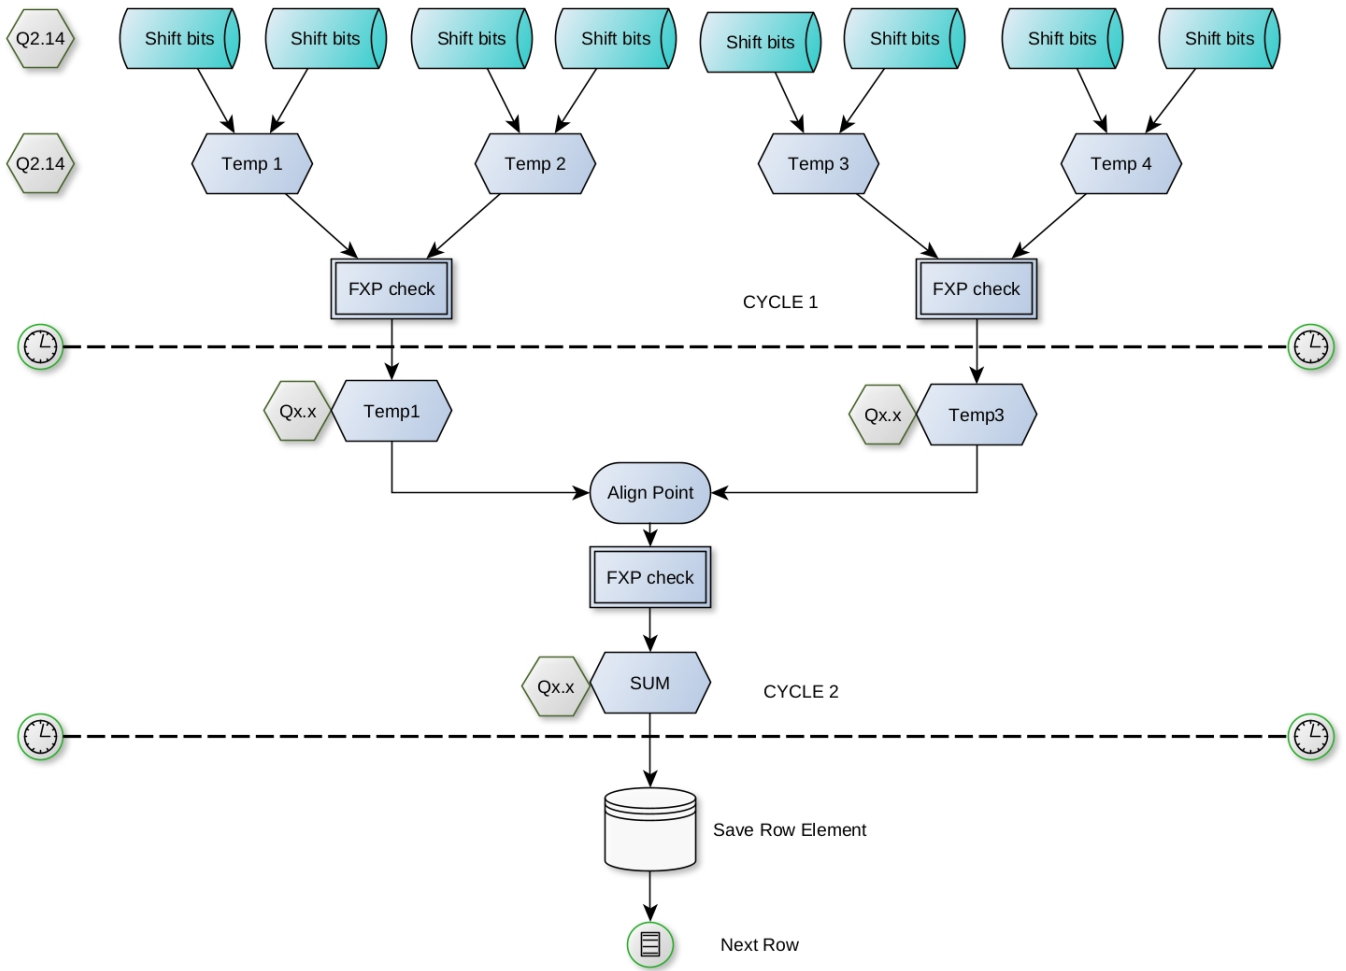 Q2.14
Shift bits
Shift bits
Shift bits
Shift bits
Shift bits
Shift bits
Shift bits
Shift bits
Q2.14
Temp 1
Temp 2
Temp 3
Temp 4
FXP check
CYCLE 1
FXP check
Qx.x
Temp1
Qx.x
Temp3
Align Point
FXP check
Qx.x
SUM
CYCLE 2
Save Row Element
Next Row